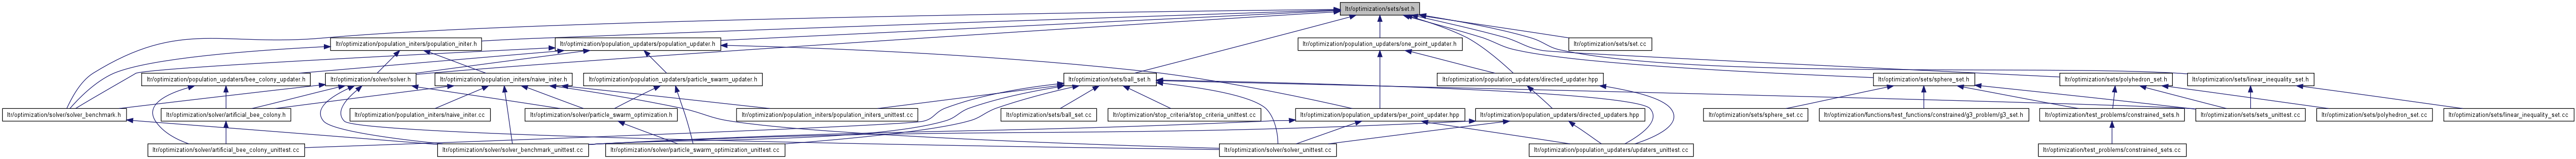 ltr/optimization/sets/set.h
ltr/optimization/population_initers/population_initer.h
ltr/optimization/population_updaters/population_updater.h
ltr/optimization/population_updaters/one_point_updater.h
ltr/optimization/sets/set.cc
ltr/optimization/population_updaters/bee_colony_updater.h
ltr/optimization/solver/solver.h
ltr/optimization/population_initers/naive_initer.h
ltr/optimization/population_updaters/particle_swarm_updater.h
ltr/optimization/sets/ball_set.h
ltr/optimization/population_updaters/directed_updater.hpp
ltr/optimization/sets/sphere_set.h
ltr/optimization/sets/polyhedron_set.h
ltr/optimization/sets/linear_inequality_set.h
ltr/optimization/solver/solver_benchmark.h
ltr/optimization/solver/artificial_bee_colony.h
ltr/optimization/population_initers/naive_initer.cc
ltr/optimization/solver/particle_swarm_optimization.h
ltr/optimization/population_initers/population_initers_unittest.cc
ltr/optimization/sets/ball_set.cc
ltr/optimization/stop_criteria/stop_criteria_unittest.cc
ltr/optimization/population_updaters/per_point_updater.hpp
ltr/optimization/population_updaters/directed_updaters.hpp
ltr/optimization/sets/sphere_set.cc
ltr/optimization/functions/test_functions/constrained/g3_problem/g3_set.h
ltr/optimization/test_problems/constrained_sets.h
ltr/optimization/sets/sets_unittest.cc
ltr/optimization/sets/polyhedron_set.cc
ltr/optimization/sets/linear_inequality_set.cc
ltr/optimization/solver/artificial_bee_colony_unittest.cc
ltr/optimization/solver/solver_benchmark_unittest.cc
ltr/optimization/solver/particle_swarm_optimization_unittest.cc
ltr/optimization/solver/solver_unittest.cc
ltr/optimization/population_updaters/updaters_unittest.cc
ltr/optimization/test_problems/constrained_sets.cc